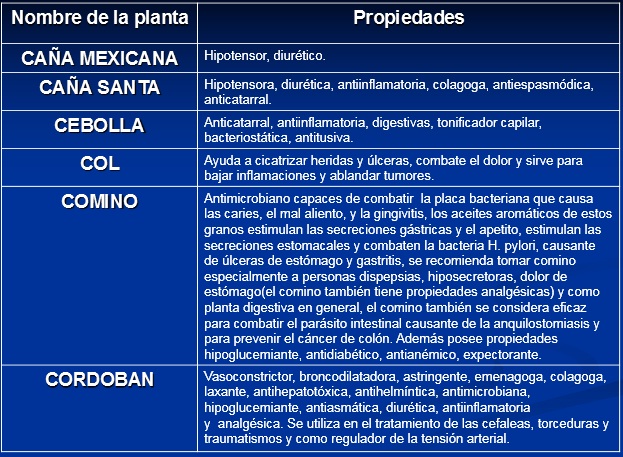 Nombre de la planta
Propiedades
CAÑA MEXICANA
Hipotensor, diurético.
CAÑA SANTA
Hipotensora, diurética, antiinflamatoria, colagoga, antiespasmódica,
anticatarral.
CEBOLLA
Anticatarral, antiinflamatoria, digestivas, tonificador capilar,
bacteriostática, antitusiva.
COL
Ayuda a cicatrizar heridas y úlceras, combate el dolor y sirve para
bajar inflamaciones y ablandar tumores.
COMINO
Antimicrobiano capaces de combatir la placa bacteriana que causa
las caries, el mal aliento, y la gingivitis, los aceites aromáticos de estos
granos estimulan las secreciones gástricas y el apetito, estimulan las
secreciones estomacales y combaten la bacteria H. pylori, causante
de úlceras de estómago y gastritis, se recomienda tomar comino
especialmente a personas dispepsias, hiposecretoras, dolor de
estómago(el comino también tiene propiedades analgésicas) y como
planta digestiva en general, el comino también se considera eficaz
para combatir el parásito intestinal causante de la anquilostomiasis y
para prevenir el cáncer de colón. Además posee propiedades
hipoglucemiante, antidiabético, antianémico, expectorante.
CORDOBAN
Vasoconstrictor, broncodilatadora, astringente, emenagoga, colagoga,
laxante, antihepatotóxica, antihelmíntica, antimicrobiana,
hipoglucemiante, antiasmática, diurética, antiinflamatoria
y analgésica. Se utiliza en el tratamiento de las cefaleas, torceduras y
traumatismos y como regulador de la tensión arterial.